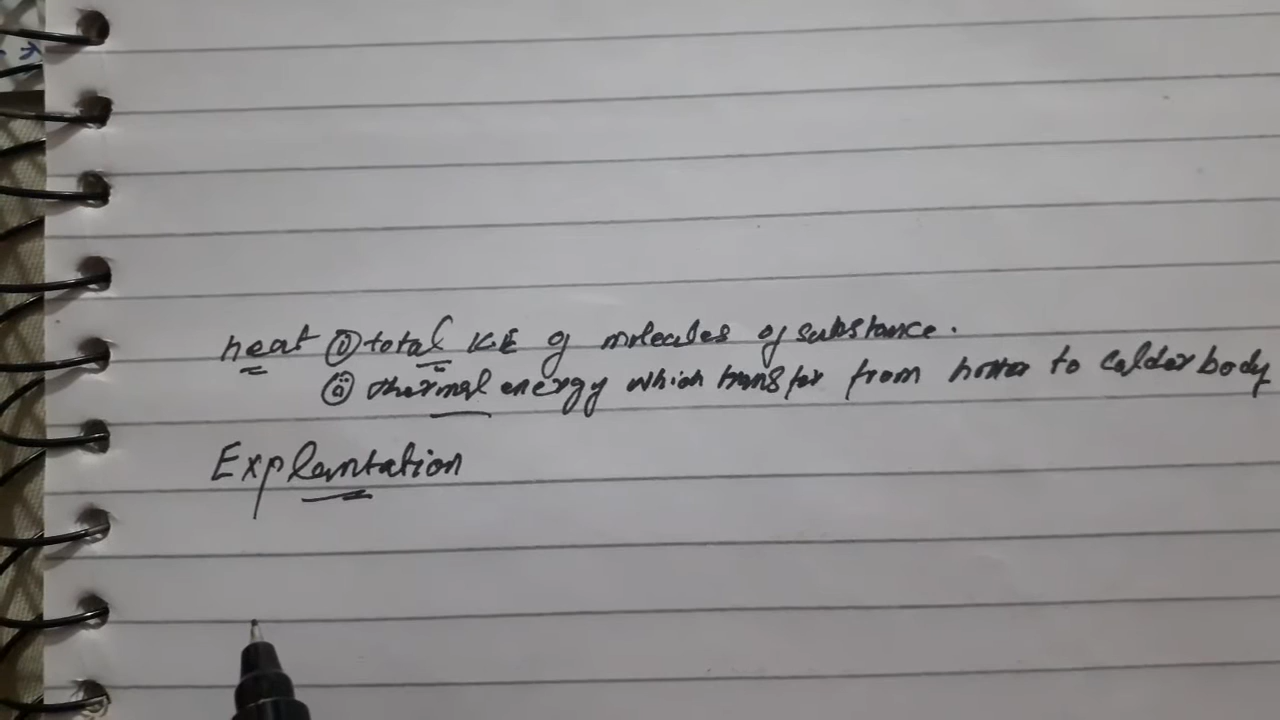 heat (i) total K.E of molecules of substance.
(ii) thermal energy which transfer from hotter to colder body
Explantation